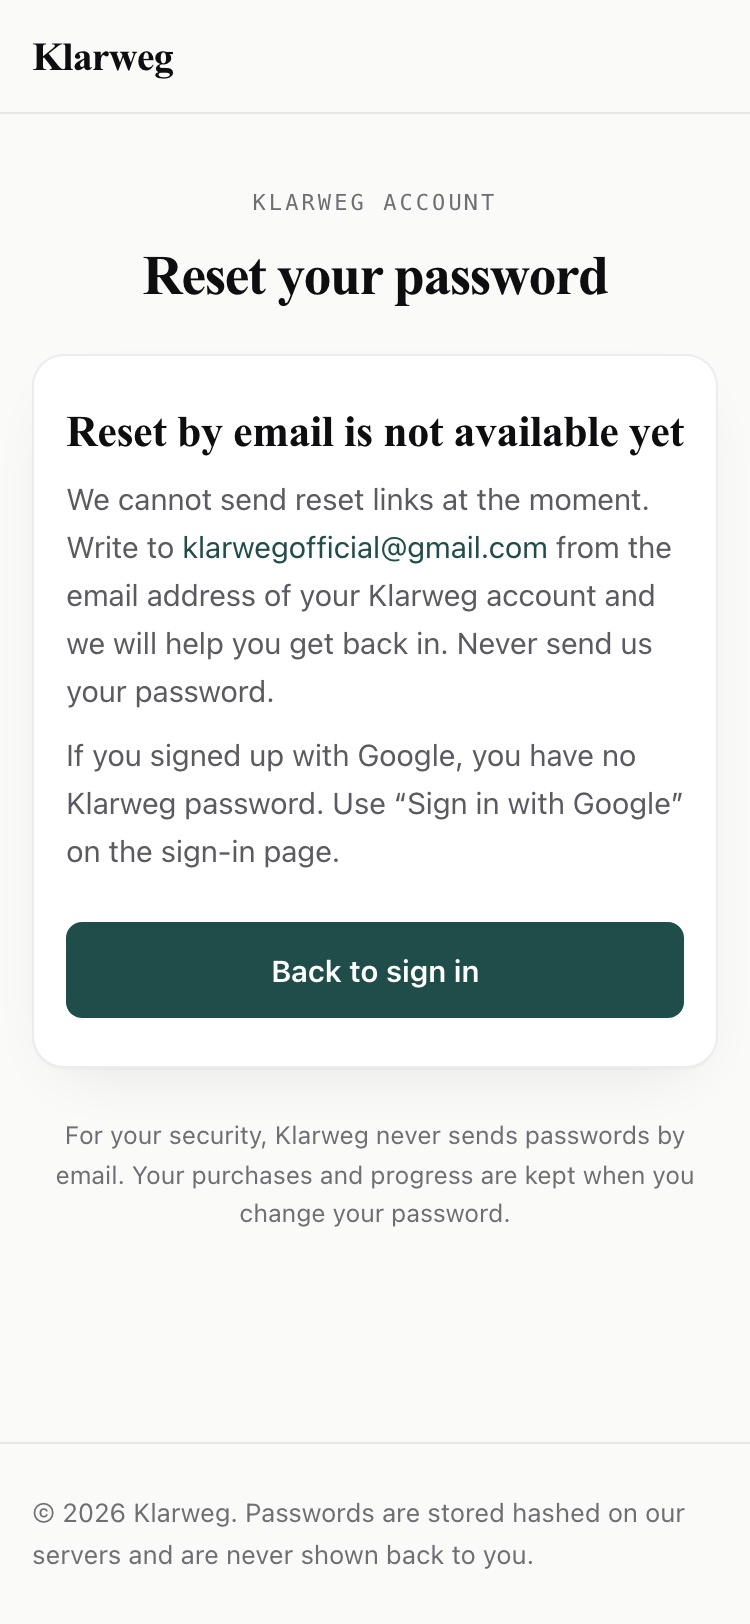 Klarweg
KLARWEG ACCOUNT
Reset your password
Reset by email is not available yet
We cannot send reset links at the moment.
Write to klarwegofficial@gmail.com from the
email address of your Klarweg account and
we will help you get back in. Never send us
your password.
If you signed up with Google, you have no
Klarweg password. Use “Sign in with Google”
on the sign-in page.
Back to sign in
For your security, Klarweg never sends passwords by
email. Your purchases and progress are kept when you
change your password.
© 2026 Klarweg. Passwords are stored hashed on our
servers and are never shown back to you.